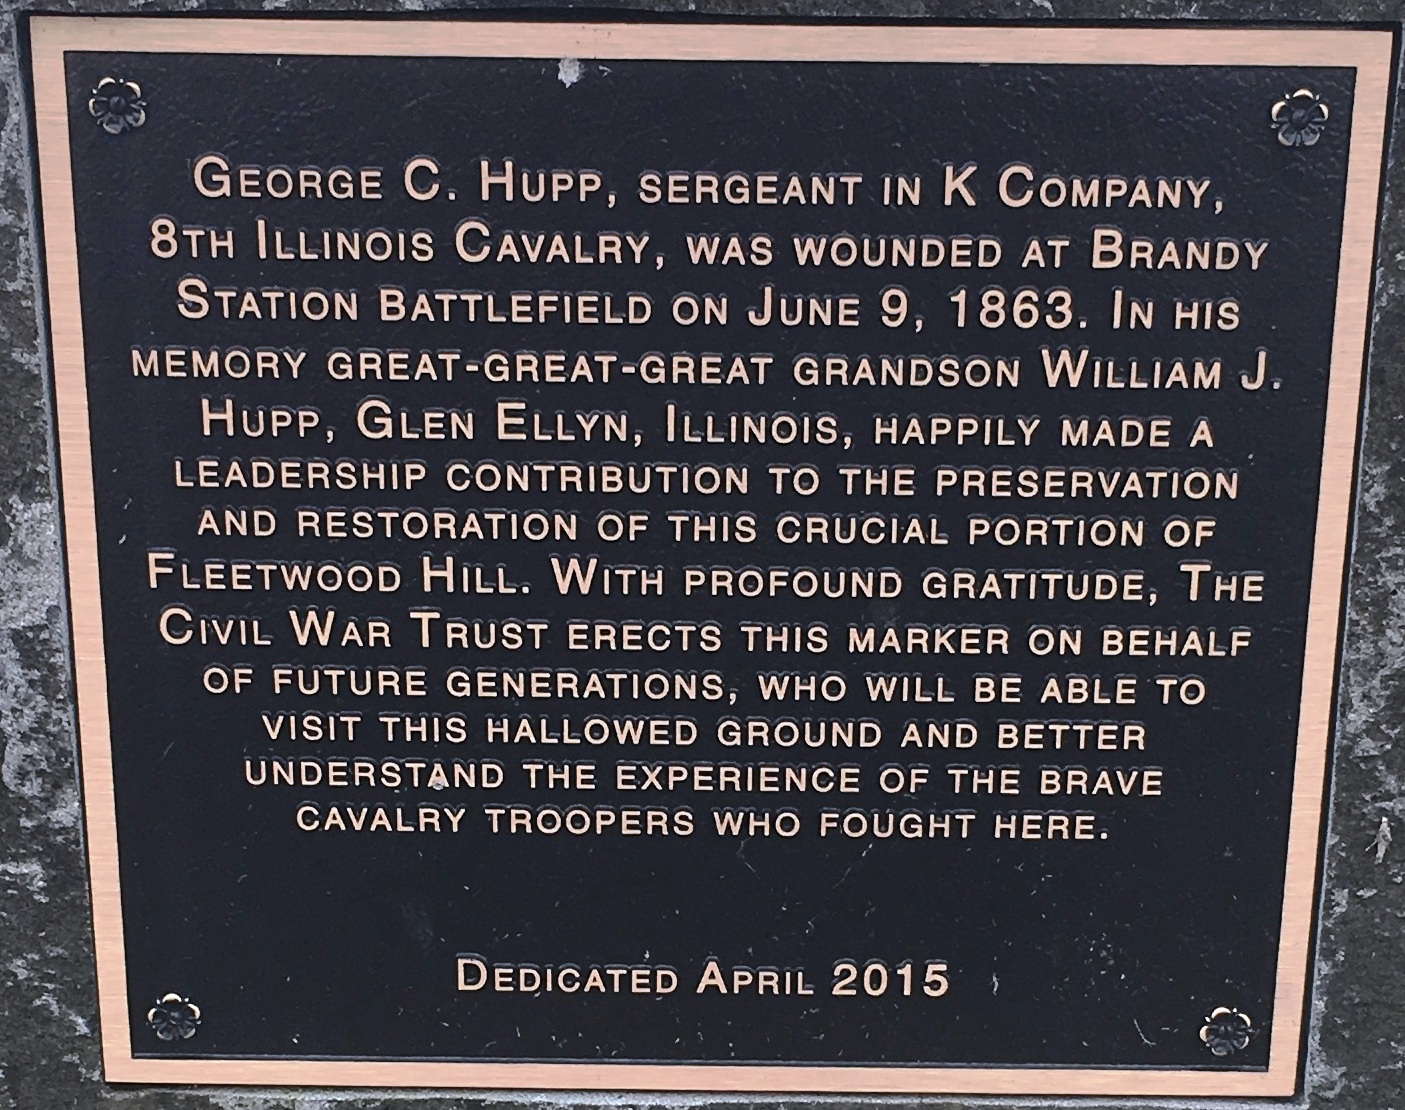 George C. Hupp, sergeant in K Company,
8th Illinois Cavalry, was wounded at Brandy
Station battlefield on June 9, 1863. In his
memory great-great-great grandson William J.
Hupp, Glen Ellyn, Illinois, happily made a
leadership contribution to the preservation
and restoration of this crucial portion of
Fleetwood Hill. With profound gratitude, The
Civil War Trust erects this marker on behalf
of future generations, who will be able to
visit this hallowed ground and better
understand the experience of the brave
cavalry troopers who fought here.
Dedicated April 2015